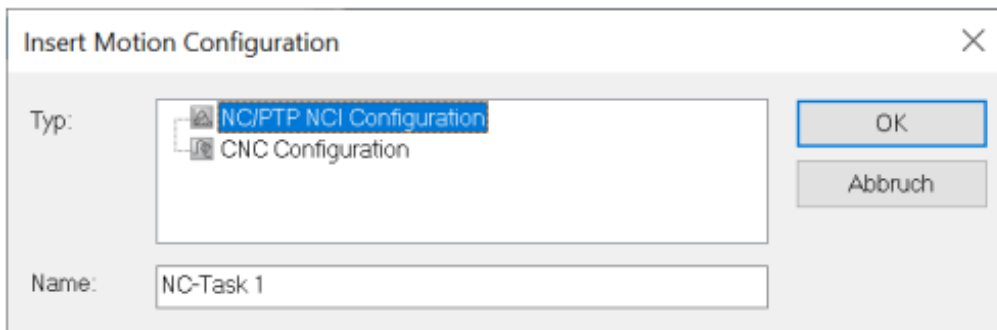 Insert Motion Configuration
Typ:
NC/PTP NCI Configuration
OK
CNC Configuration
Abbruch
Name:
NC-Task 1